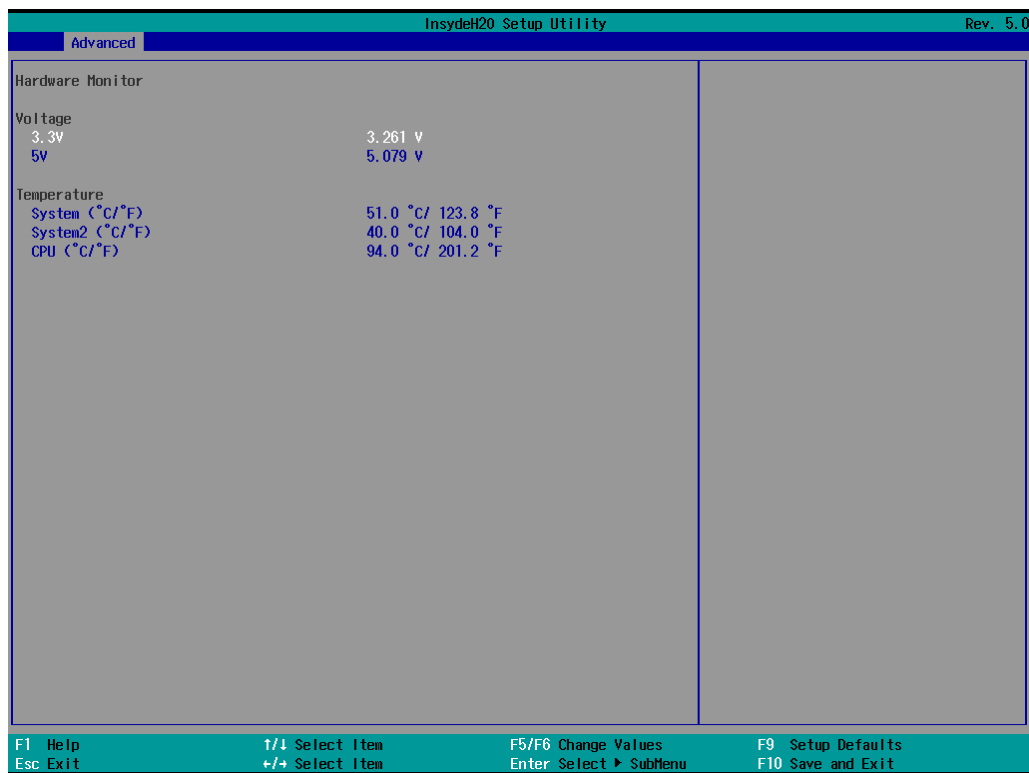 InsydeH2O Setup Utility Rev. 5.0
Advanced
Hardware Monitor
Voltage
3.3V 3.261 V
5V 5.079 V
Temperature
System (°C/°F) 51.0 °C/ 123.8 °F
System2 (°C/°F) 40.0 °C/ 104.0 °F
CPU (°C/°F) 94.0 °C/ 201.2 °F
F1 Help ↑/↓ Select Item F5/F6 Change Values F9 Setup Defaults
Esc Exit ←/→ Select Item Enter Select ▶ SubMenu F10 Save and Exit